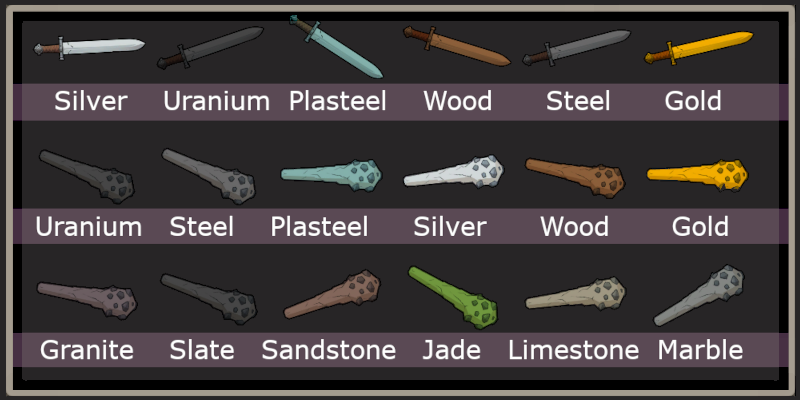 Silver Uranium Plasteel Wood Steel Gold
Uranium Steel Plasteel Silver Wood Gold
Granite Slate Sandstone Jade Limestone Marble